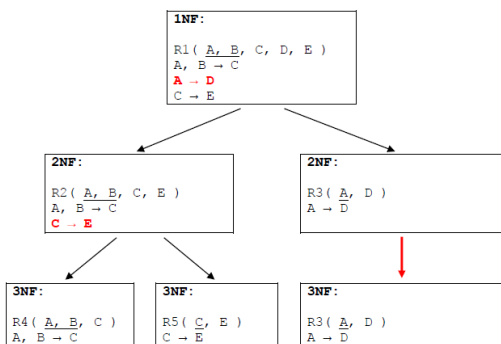 1NF:
R1( A, B, C, D, E )
A, B → C
A → D
C → E
2NF:
R2( A, B, C, E )
A, B → C
C → E
2NF:
R3( A, D )
A → D
3NF:
R4( A, B, C )
A, B → C
3NF:
R5( C, E )
C → E
3NF:
R3( A, D )
A → D